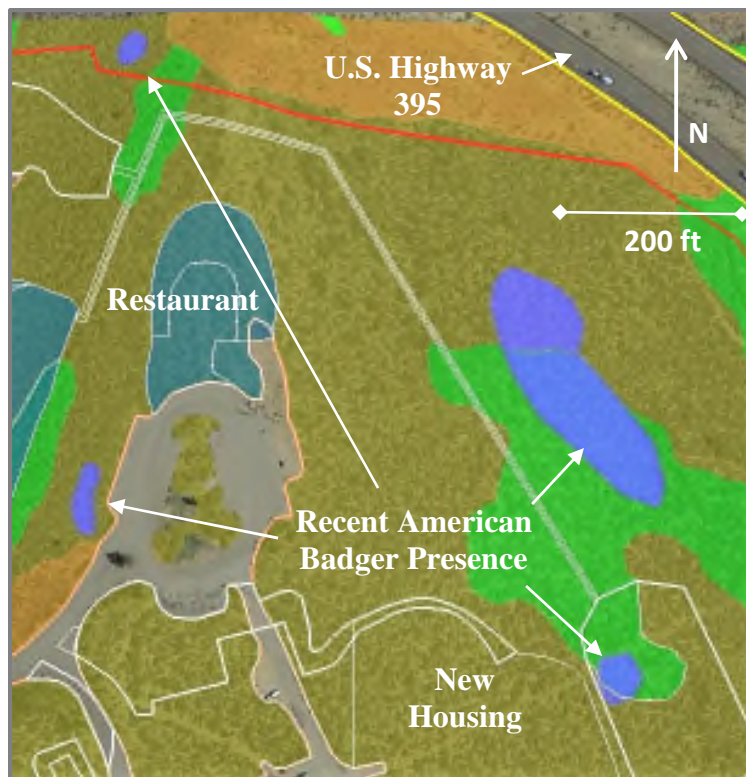 U.S. Highway
395
N
200 ft
Restaurant
Recent American
Badger Presence
New
Housing